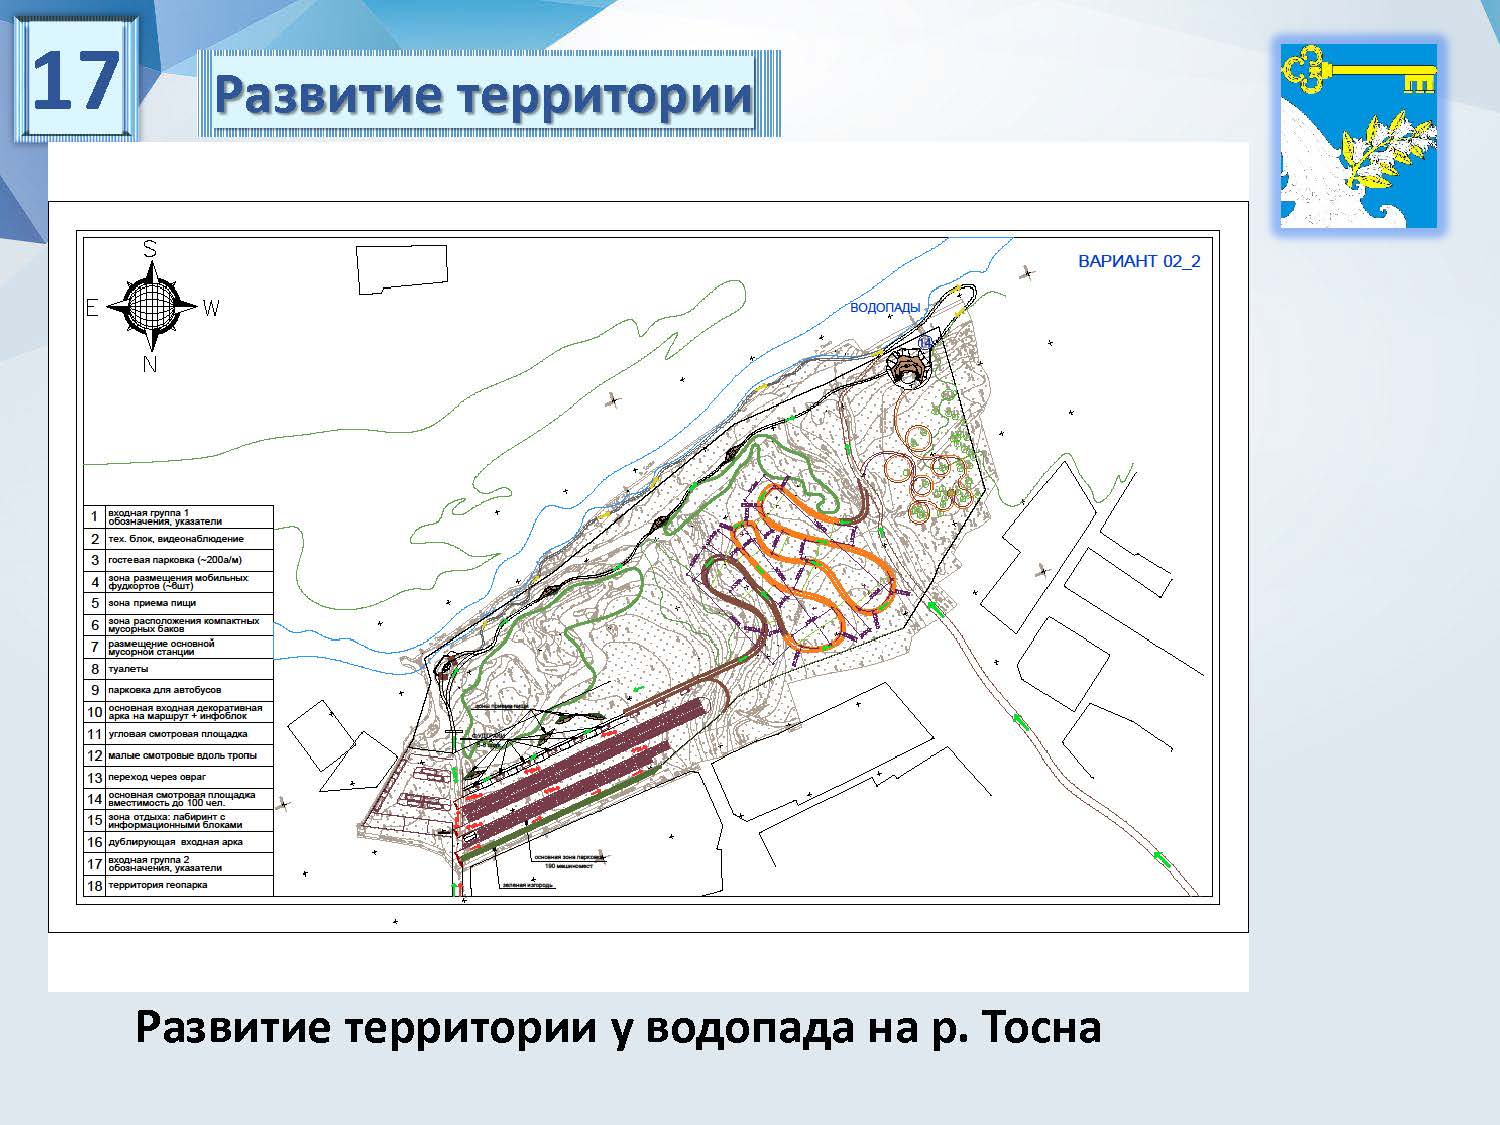 17
Развитие территории
S
E
W
N
ВАРИАНТ 02_2
ВОДОПАДЫ
14
1 входная группа 1
обозначения, указатели
2 тех. блок, видеонаблюдение
3 гостевая парковка (~200а/м)
4 зона размещения мобильных
фудкортов (~6шт)
5 зона приема пищи
6 зона расположения компактных
мусорных баков
7 размещение основной
мусорной станции
8 туалеты
9 парковка для автобусов
10 основная входная декоративная
арка на маршрут + инфоблок
11 угловая смотровая площадка
12 малые смотровые вдоль тропы
13 переход через овраг
14 основная смотровая площадка
вместимость до 100 чел.
15 зона отдыха: лабиринт с
информационными блоками
16 дублирующая входная арка
17 входная группа 2
обозначения, указатели
18 территория геопарка
зона приема пищи
основная зона парковки
190 машиномест
зеленая изгородь
Развитие территории у водопада на р. Тосна